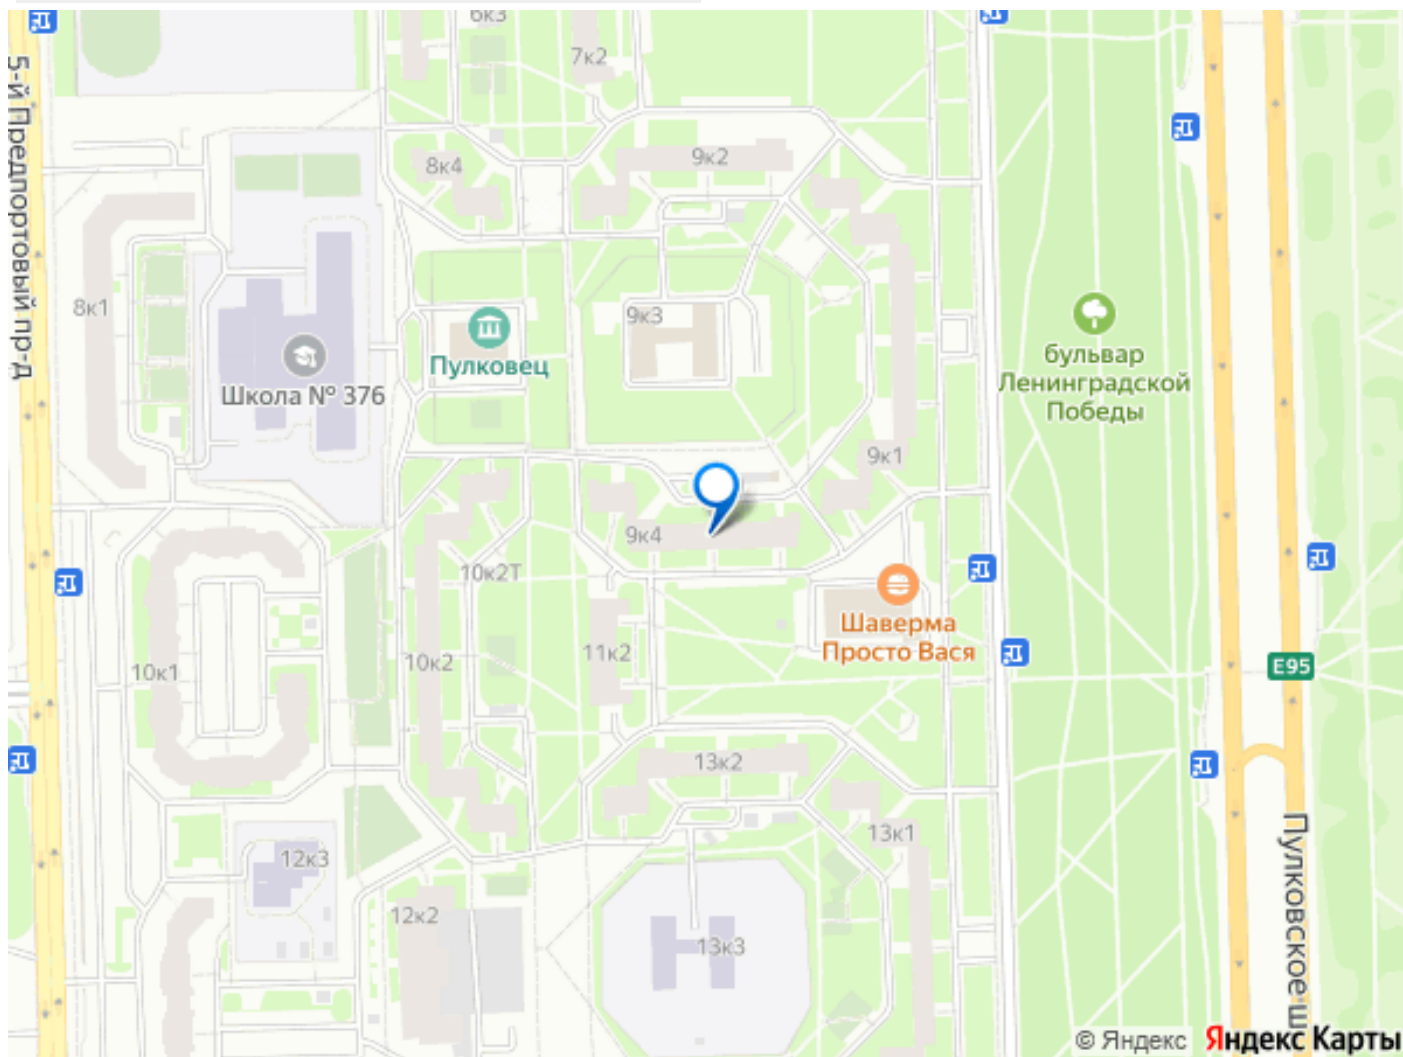 6к3
7к2
5-й Предпортовый пр-д
9к2
8к4
8к1
9к3
Пулковец
Школа № 376
бульвар
Ленинградской
Победы
9к1
9к4
10к2Т
Шаверма
Просто Вася
11к2
10к2
10к1
E95
13к2
13к1
12к3
Пулковское ш
12к2
13к3
© Яндекс Яндекс Карты